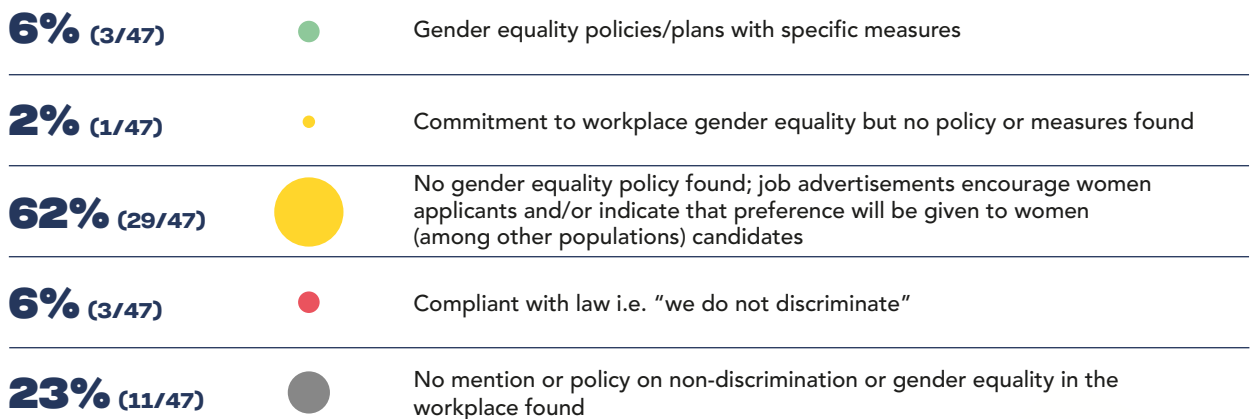 6% (3/47) Gender equality policies/plans with specific measures
2% (1/47) Commitment to workplace gender equality but no policy or measures found
62% (29/47) No gender equality policy found; job advertisements encourage women
applicants and/or indicate that preference will be given to women
(among other populations) candidates
6% (3/47) Compliant with law i.e. “we do not discriminate”
23% (11/47) No mention or policy on non-discrimination or gender equality in the
workplace found